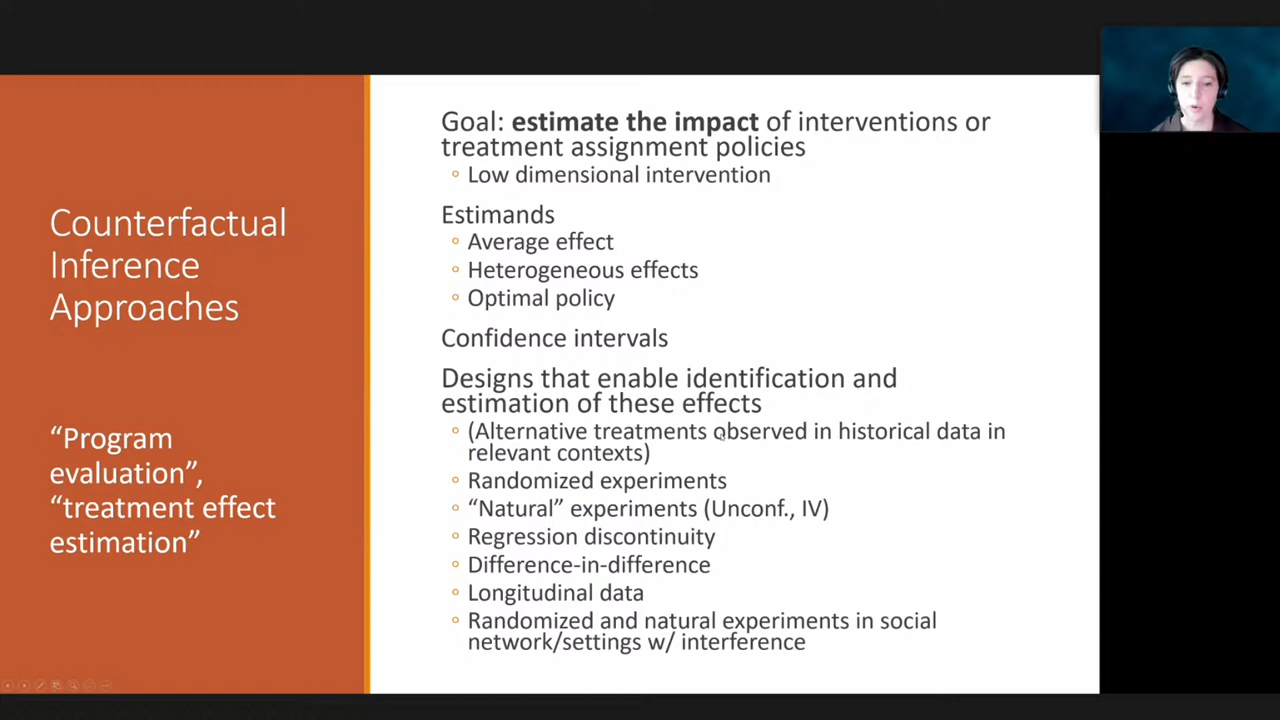 Counterfactual
Inference
Approaches
“Program
evaluation”,
“treatment effect
estimation”
Goal: estimate the impact of interventions or
treatment assignment policies
◦ Low dimensional intervention
Estimands
◦ Average effect
◦ Heterogeneous effects
◦ Optimal policy
Confidence intervals
Designs that enable identification and
estimation of these effects
◦ (Alternative treatments observed in historical data in
relevant contexts)
◦ Randomized experiments
◦ “Natural” experiments (Unconf., IV)
◦ Regression discontinuity
◦ Difference-in-difference
◦ Longitudinal data
◦ Randomized and natural experiments in social
network/settings w/ interference